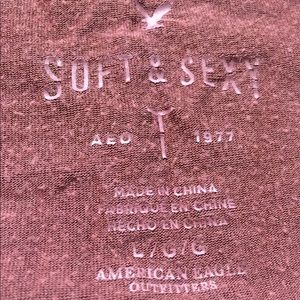 SOFT & SEXY
AEO T 1977
MADE IN CHINA
FABRIQUÉ EN CHINE
HECHO EN CHINA
L/G/G
AMERICAN EAGLE
OUTFITTERS